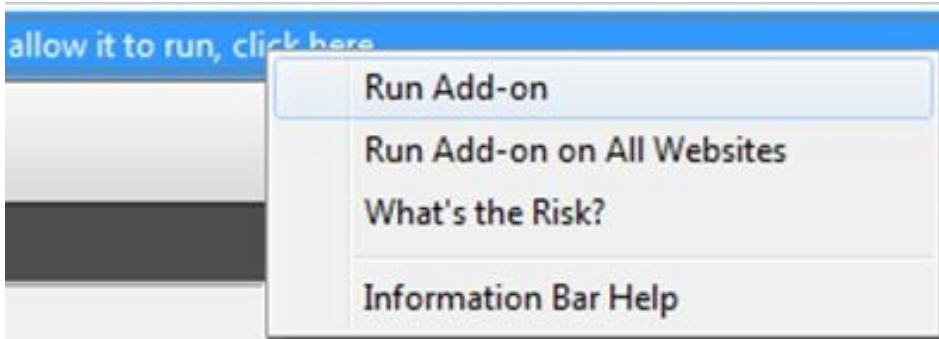 allow it to run, click here
Run Add-on
Run Add-on on All Websites
What's the Risk?
Information Bar Help